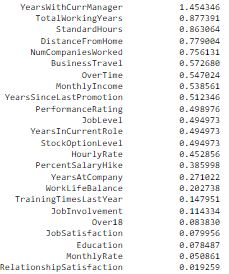 YearsWithCurrManager 1.454346
TotalWorkingYears 0.877391
StandardHours 0.863064
DistanceFromHome 0.779004
NumCompaniesWorked 0.756131
BusinessTravel 0.572680
OverTime 0.547024
MonthlyIncome 0.538561
YearsSinceLastPromotion 0.512346
PerformanceRating 0.498976
JobLevel 0.494973
YearsInCurrentRole 0.494973
StockOptionLevel 0.494973
HourlyRate 0.452856
PercentSalaryHike 0.385998
YearsAtCompany 0.271022
WorkLifeBalance 0.202738
TrainingTimesLastYear 0.147951
JobInvolvement 0.114334
Over18 0.083830
JobSatisfaction 0.079956
Education 0.078487
MonthlyRate 0.050861
RelationshipSatisfaction 0.019259